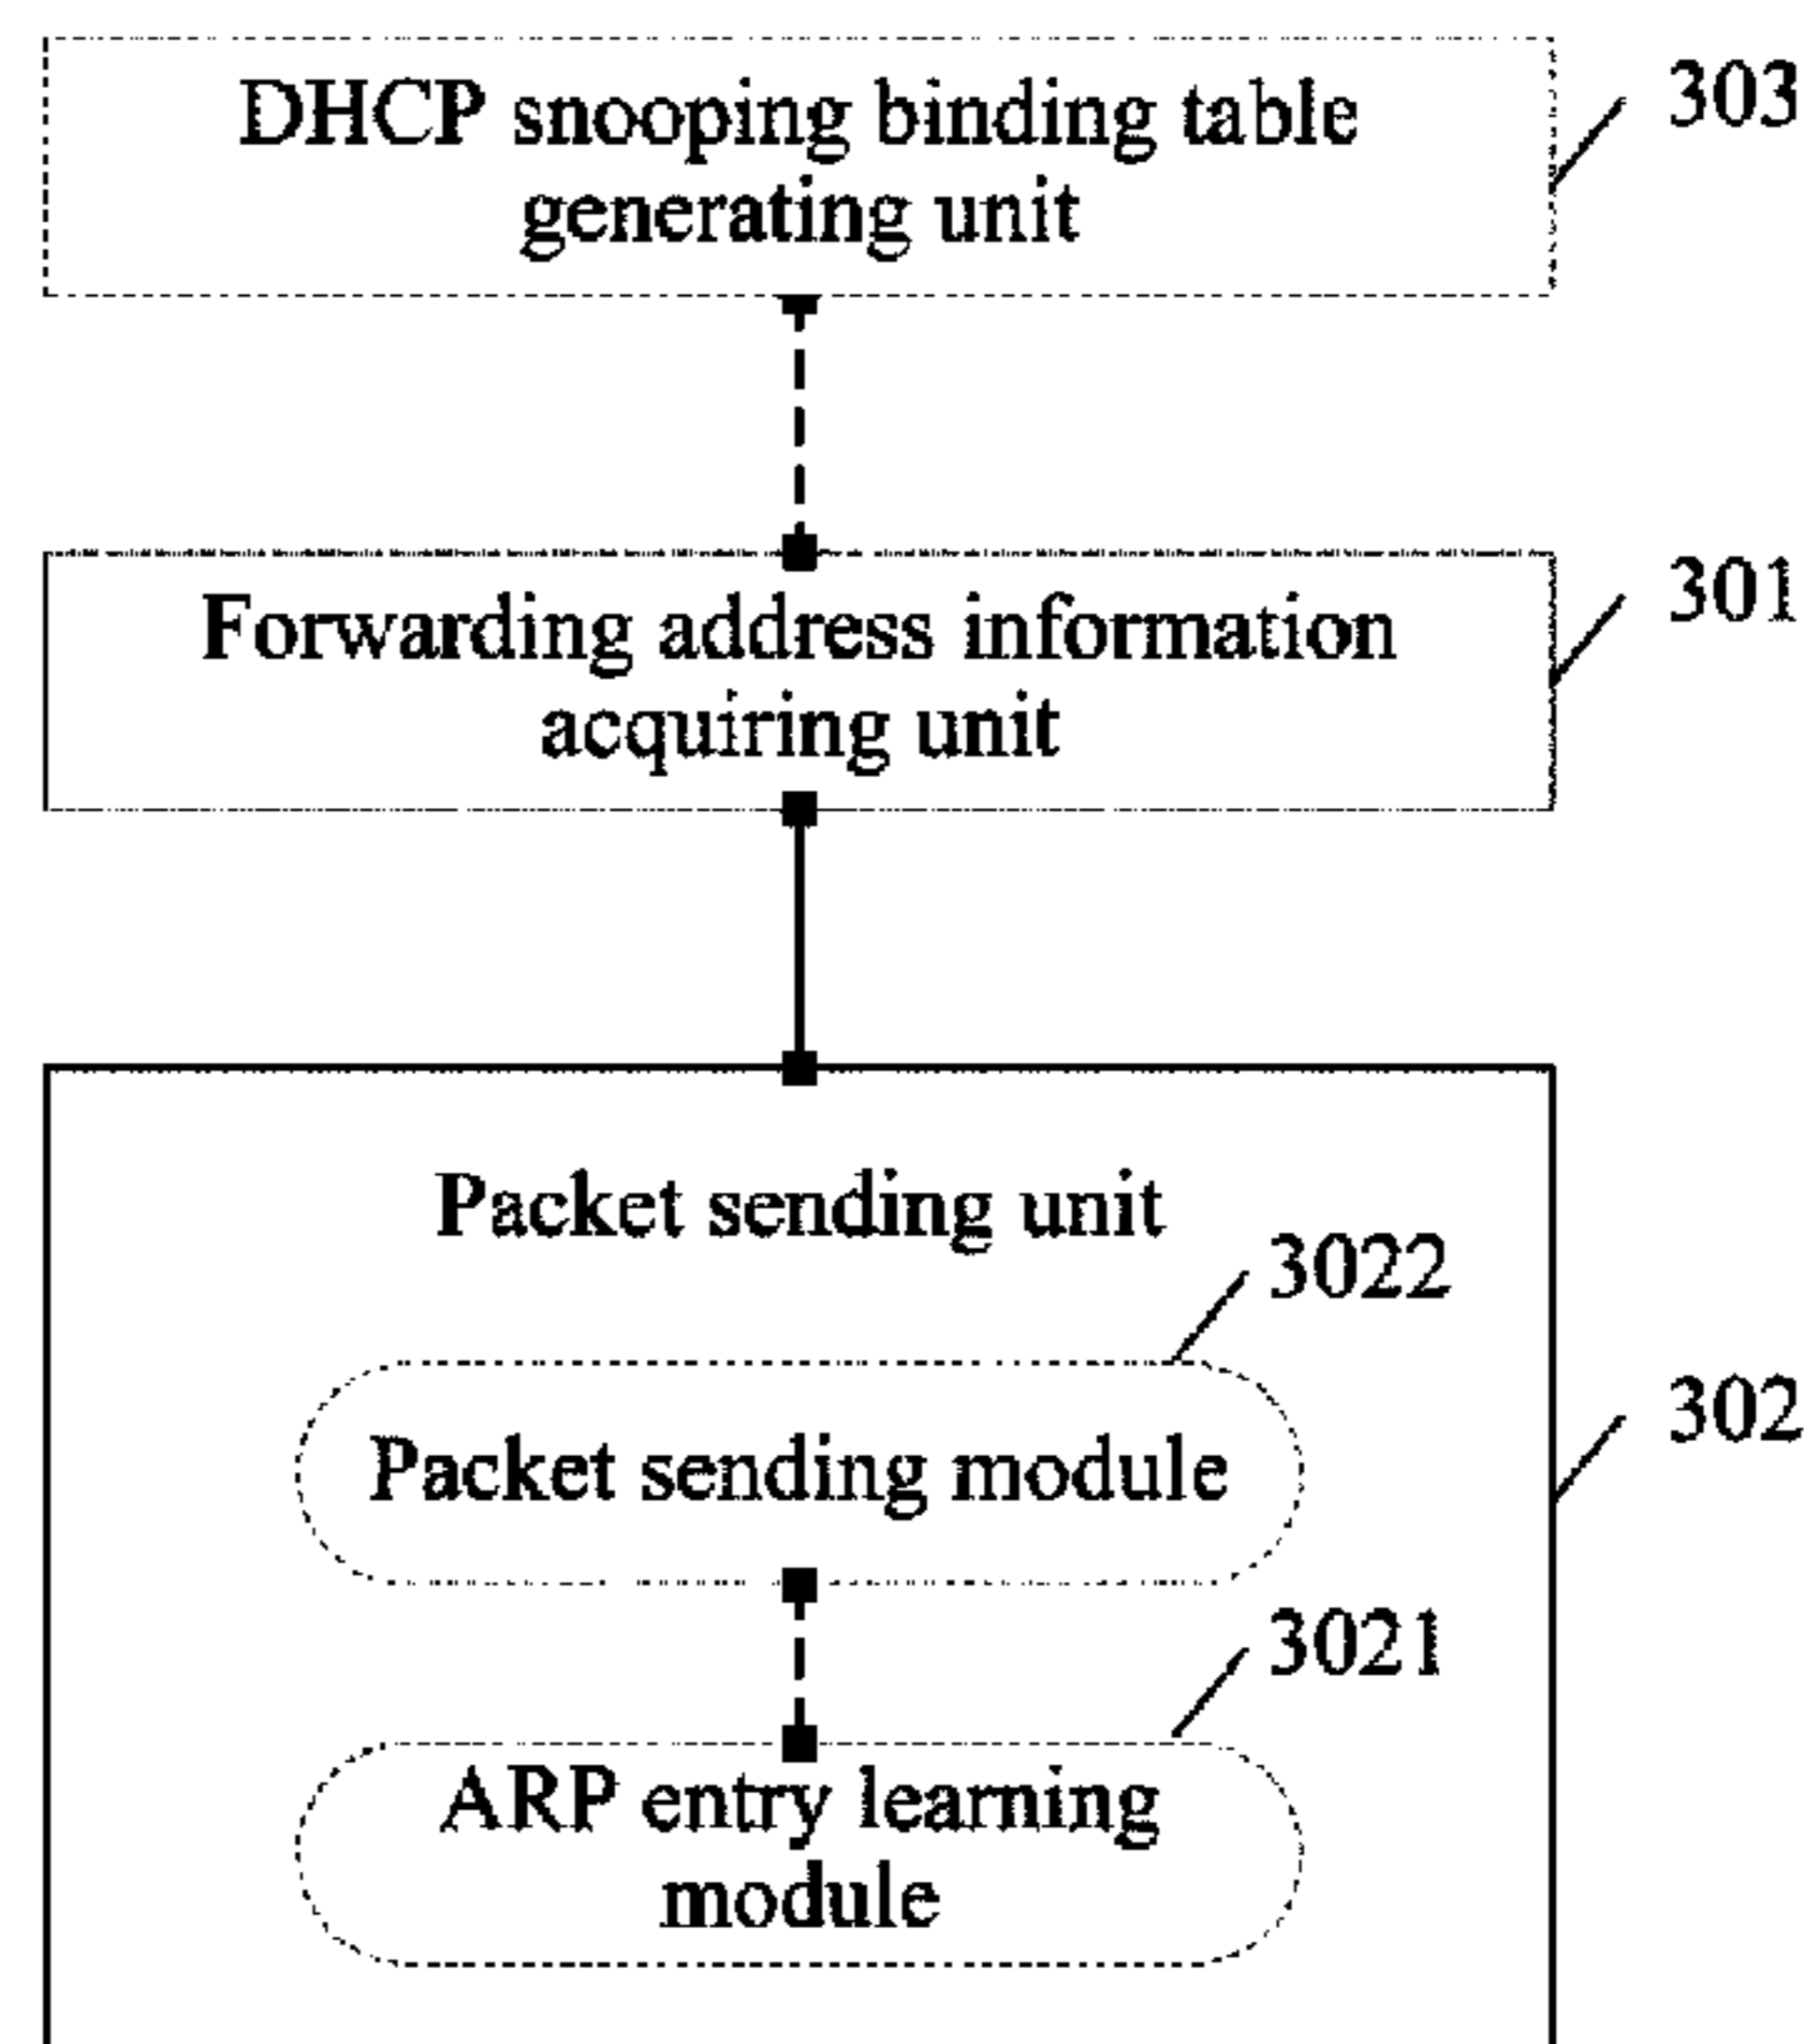 DHCP snooping binding table
generating unit
303
Forwarding address information
acquiring unit
301
Packet sending unit
3022
Packet sending module
302
3021
ARP entry learning
module